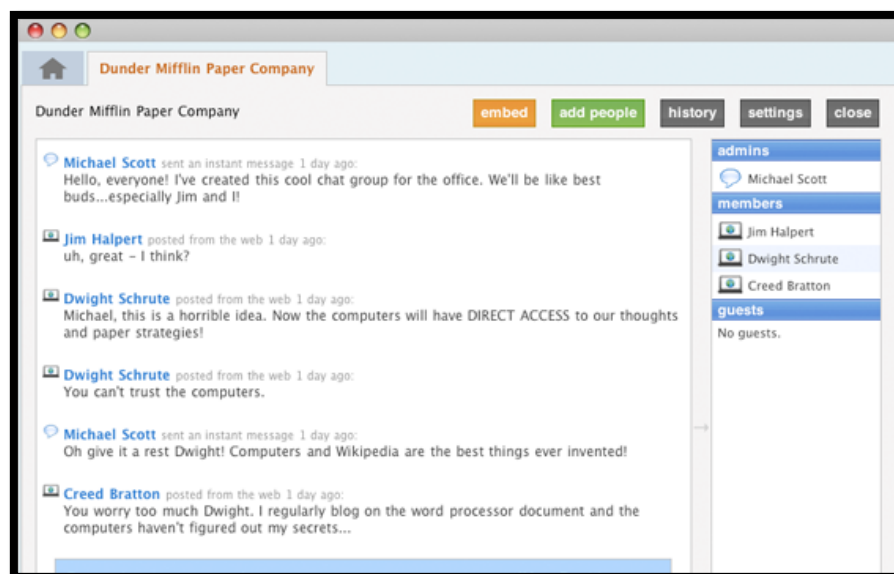 Dunder Mifflin Paper Company
Dunder Mifflin Paper Company
embed
add people
history
settings
close
Michael Scott sent an instant message 1 day ago:
Hello, everyone! I've created this cool chat group for the office. We'll be like best
buds...especially Jim and I!
Jim Halpert posted from the web 1 day ago:
uh, great – I think?
Dwight Schrute posted from the web 1 day ago:
Michael, this is a horrible idea. Now the computers will have DIRECT ACCESS to our thoughts
and paper strategies!
Dwight Schrute posted from the web 1 day ago:
You can't trust the computers.
Michael Scott sent an instant message 1 day ago:
Oh give it a rest Dwight! Computers and Wikipedia are the best things ever invented!
Creed Bratton posted from the web 1 day ago:
You worry too much Dwight. I regularly blog on the word processor document and the
computers haven't figured out my secrets...
admins
Michael Scott
members
Jim Halpert
Dwight Schrute
Creed Bratton
guests
No guests.